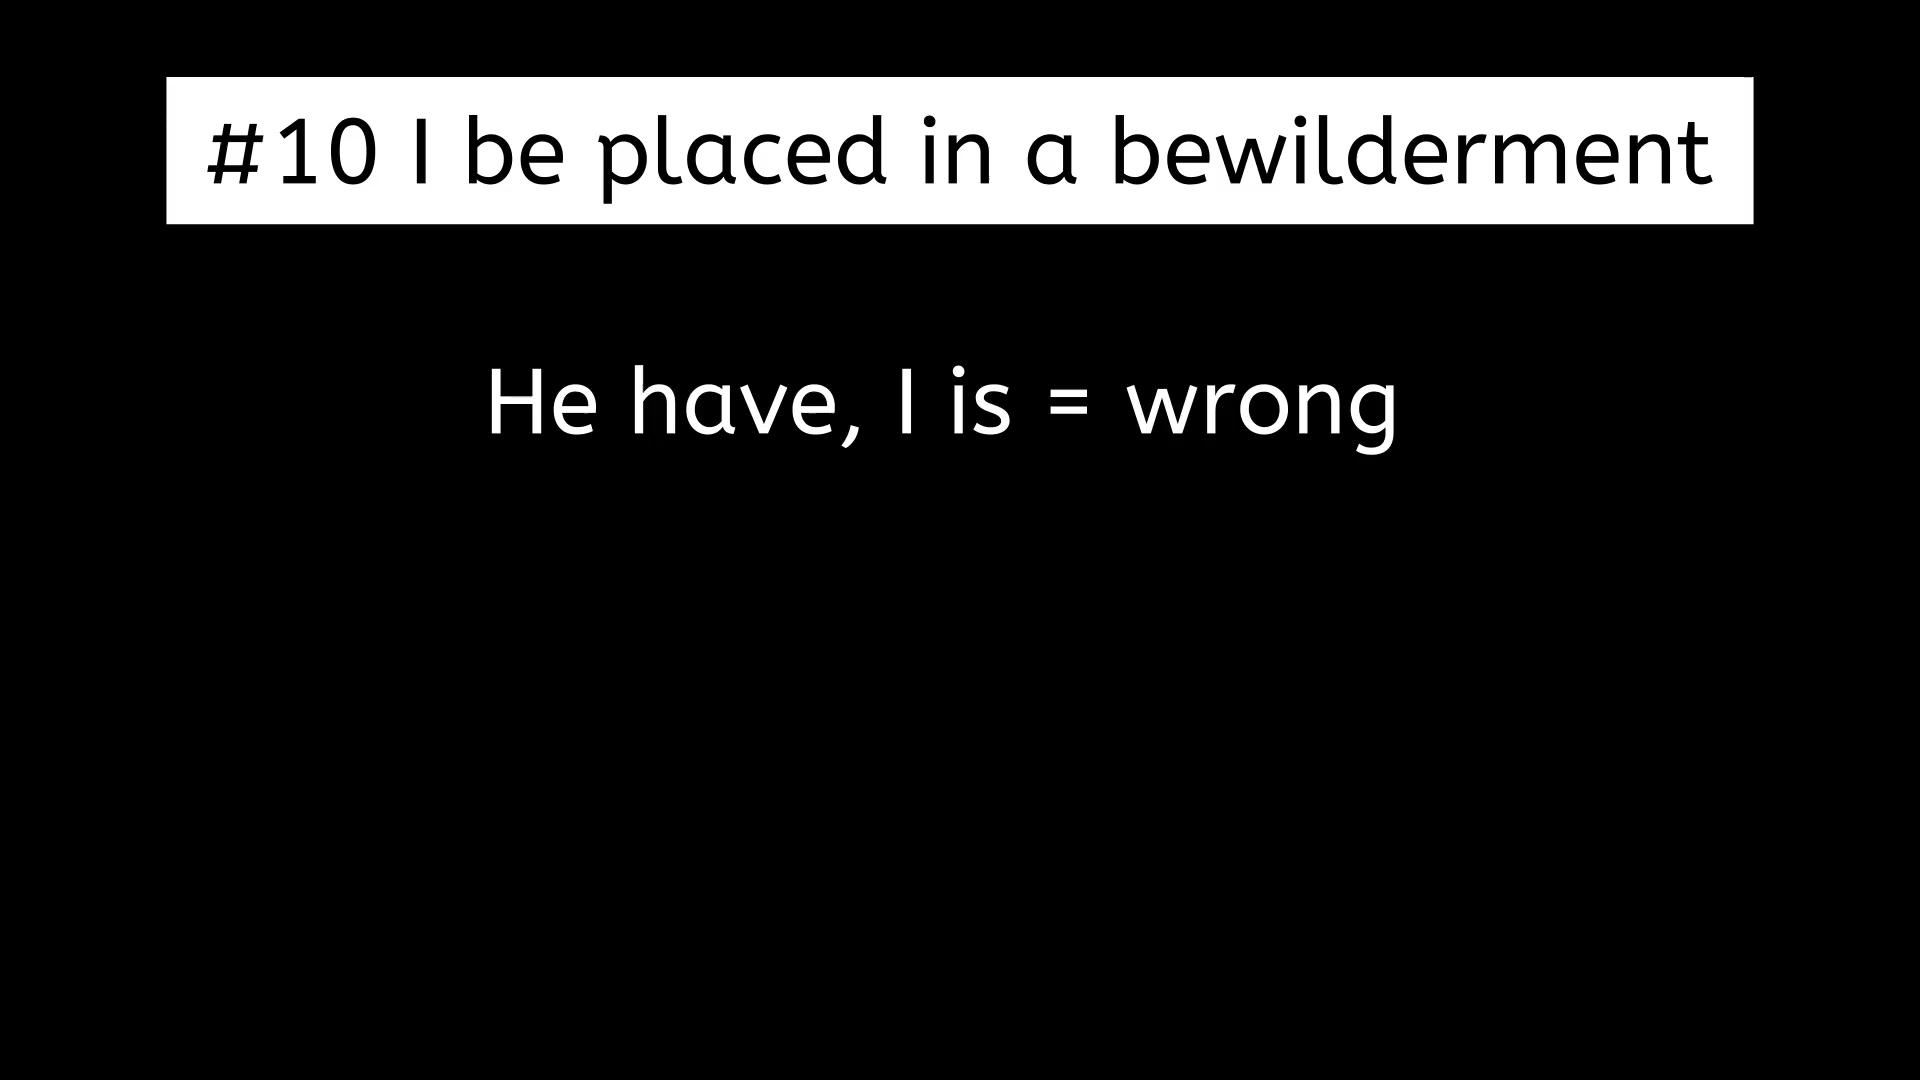 #10 I be placed in a bewilderment
He have, I is = wrong